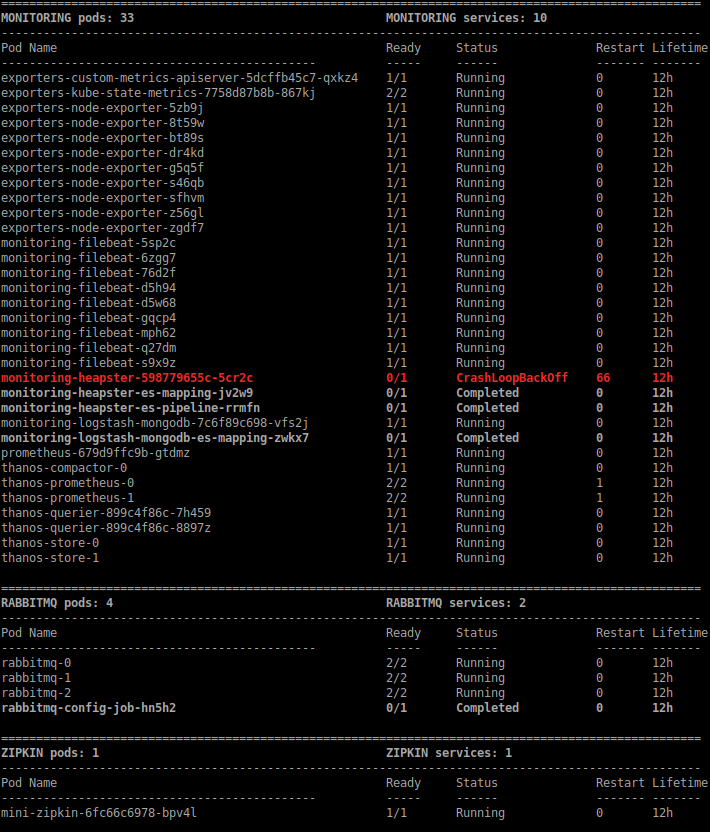 ================================================================================
MONITORING pods: 33 MONITORING services: 10
--------------------------------------------------------------------------------
Pod Name Ready Status Restart Lifetime
--------------------------------------------- ----- ------ ------- -------
exporters-custom-metrics-apiserver-5dcffb45c7-qxkz4 1/1 Running 0 12h
exporters-kube-state-metrics-7758d87b8b-867kj 2/2 Running 0 12h
exporters-node-exporter-5zb9j 1/1 Running 0 12h
exporters-node-exporter-8t59w 1/1 Running 0 12h
exporters-node-exporter-bt89s 1/1 Running 0 12h
exporters-node-exporter-dr4kd 1/1 Running 0 12h
exporters-node-exporter-g5q5f 1/1 Running 0 12h
exporters-node-exporter-s46qb 1/1 Running 0 12h
exporters-node-exporter-sfhvm 1/1 Running 0 12h
exporters-node-exporter-z56gl 1/1 Running 0 12h
exporters-node-exporter-zgdf7 1/1 Running 0 12h
monitoring-filebeat-5sp2c 1/1 Running 0 12h
monitoring-filebeat-6zgg7 1/1 Running 0 12h
monitoring-filebeat-76d2f 1/1 Running 0 12h
monitoring-filebeat-d5h94 1/1 Running 0 12h
monitoring-filebeat-d5w68 1/1 Running 0 12h
monitoring-filebeat-gqcp4 1/1 Running 0 12h
monitoring-filebeat-mph62 1/1 Running 0 12h
monitoring-filebeat-q27dm 1/1 Running 0 12h
monitoring-filebeat-s9x9z 1/1 Running 0 12h
monitoring-heapster-598779655c-5cr2c 0/1 CrashLoopBackOff 66 12h
monitoring-heapster-es-mapping-jv2w9 0/1 Completed 0 12h
monitoring-heapster-es-pipeline-rrmfn 0/1 Completed 0 12h
monitoring-logstash-mongodb-7c6f89c698-vfs2j 1/1 Running 0 12h
monitoring-logstash-mongodb-es-mapping-zwkx7 0/1 Completed 0 12h
prometheus-679d9ffc9b-gtdmz 1/1 Running 0 12h
thanos-compactor-0 1/1 Running 0 12h
thanos-prometheus-0 2/2 Running 1 12h
thanos-prometheus-1 2/2 Running 1 12h
thanos-querier-899c4f86c-7h459 1/1 Running 0 12h
thanos-querier-899c4f86c-8897z 1/1 Running 0 12h
thanos-store-0 1/1 Running 0 12h
thanos-store-1 1/1 Running 0 12h
================================================================================
RABBITMQ pods: 4 RABBITMQ services: 2
--------------------------------------------------------------------------------
Pod Name Ready Status Restart Lifetime
--------------------------------------------- ----- ------ ------- -------
rabbitmq-0 2/2 Running 0 12h
rabbitmq-1 2/2 Running 0 12h
rabbitmq-2 2/2 Running 0 12h
rabbitmq-config-job-hn5h2 0/1 Completed 0 12h
================================================================================
ZIPKIN pods: 1 ZIPKIN services: 1
--------------------------------------------------------------------------------
Pod Name Ready Status Restart Lifetime
--------------------------------------------- ----- ------ ------- -------
mini-zipkin-6fc66c6978-bpv4l 1/1 Running 0 12h